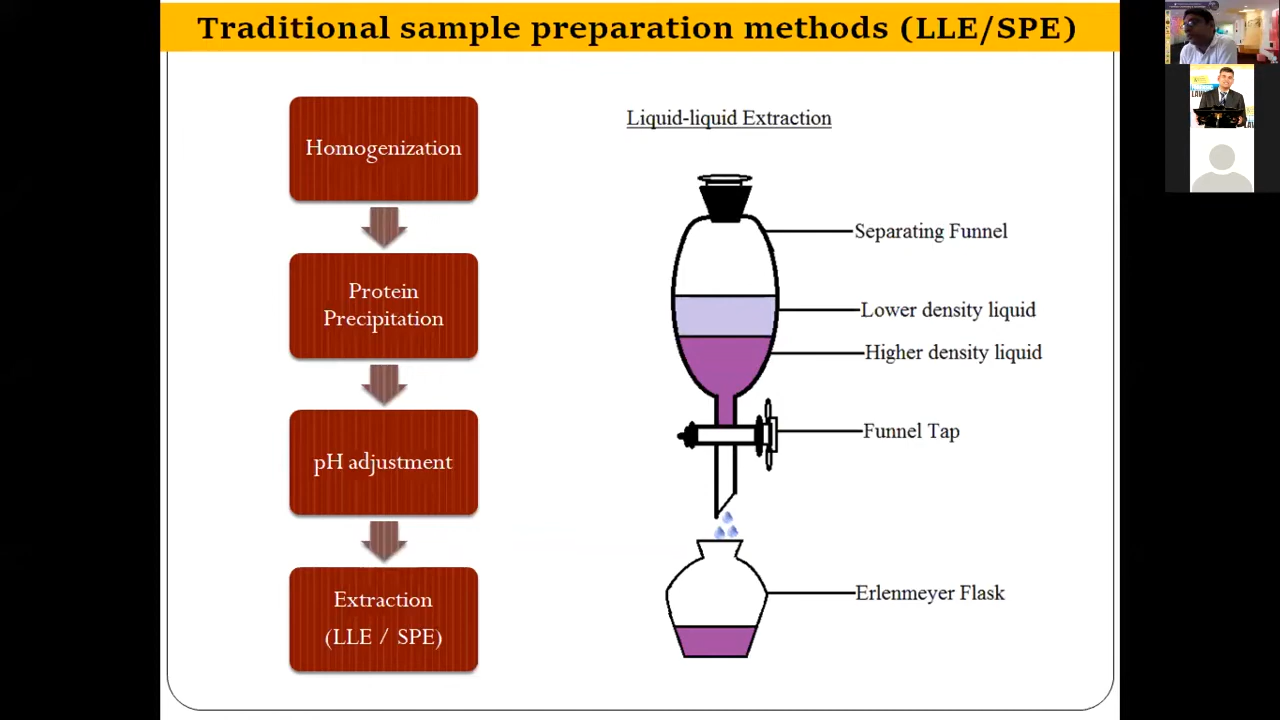 Traditional sample preparation methods (LLE/SPE)
Homogenization
Protein
Precipitation
pH adjustment
Extraction
(LLE / SPE)
Liquid-liquid Extraction
Separating Funnel
Lower density liquid
Higher density liquid
Funnel Tap
Erlenmeyer Flask